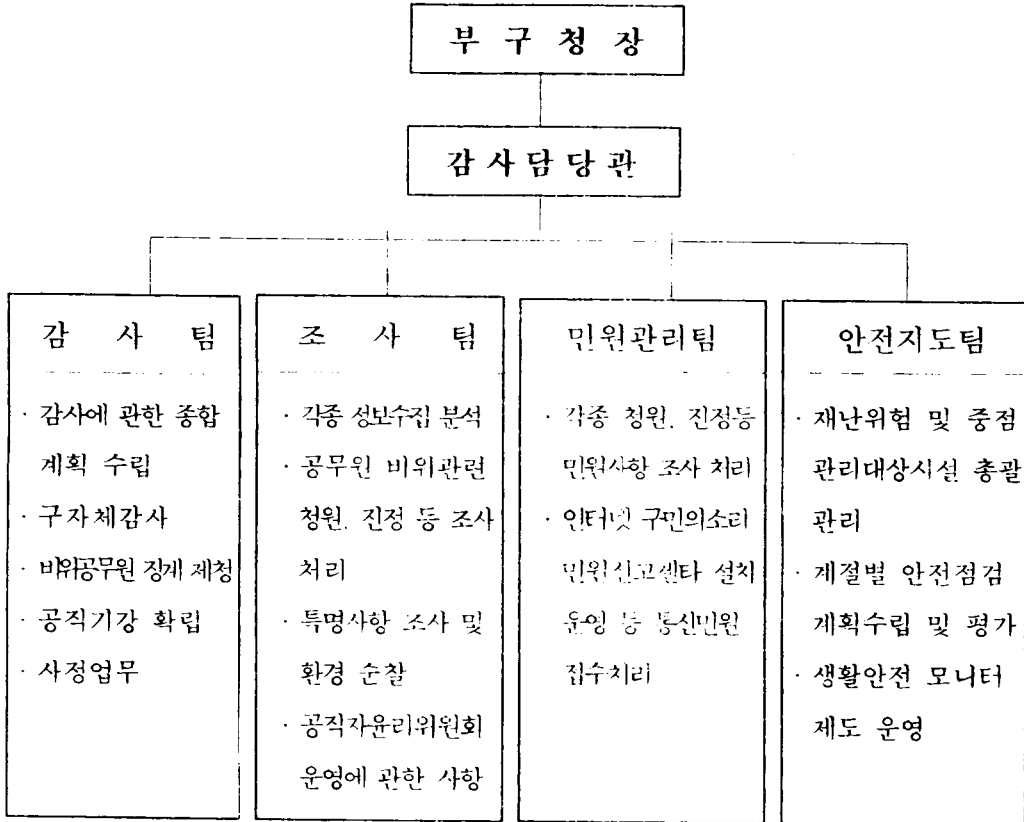 부 구 청 장
감 사 담 당 관
감 사 팀
· 감사에 관한 종합
계획 수립
· 구자체감사
· 비위공무원 징계 제청
· 공직기강 확립
· 사정업무
조 사 팀
· 각종 정보수집 분석
· 공무원 비위관련
청원, 진정 등 조사
처리
· 특명사항 조사 및
환경 순찰
· 공직자윤리위원회
운영에 관한 사항
민원관리팀
· 각종 청원, 진정등
민원사항 조사 처리
· 인터넷 구민의소리
민원신고센타 설치
운영 등 통신민원
접수처리
안전지도팀
· 재난위험 및 중점
관리대상시설 총괄
관리
· 계절별 안전점검
계획수립 및 평가
· 생활안전 모니터
제도 운영